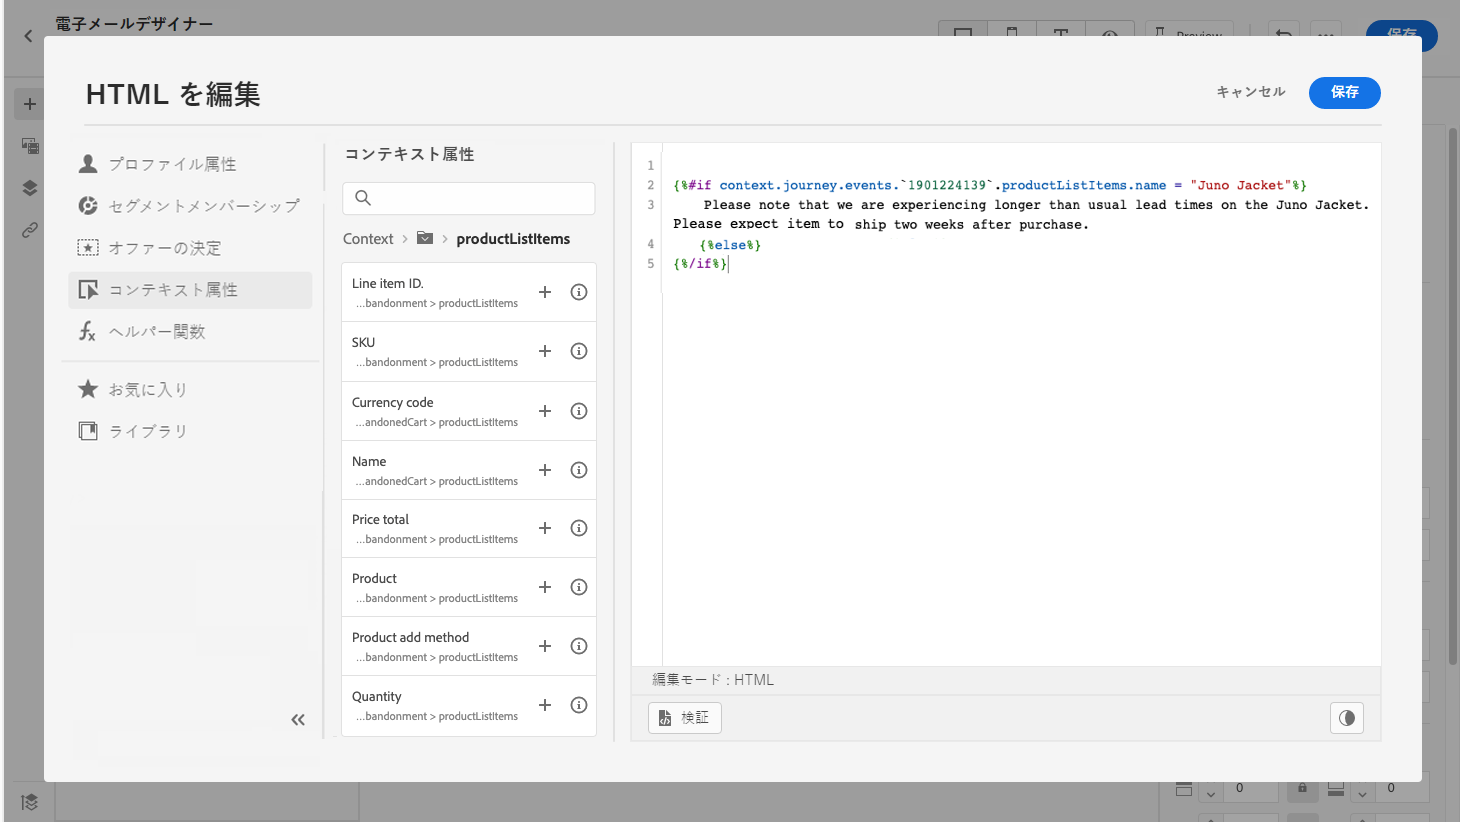 電子メールデザイナー
Preview
保存
HTML を編集
キャンセル
保存
プロファイル属性
セグメントメンバーシップ
オファーの決定
コンテキスト属性
ヘルパー関数
お気に入り
ライブラリ
コンテキスト属性
Context > productListItems
Line item ID.
...bandonment > productListItems
SKU
...bandonment > productListItems
Currency code
...andonedCart > productListItems
Name
...andonedCart > productListItems
Price total
...bandonment > productListItems
Product
...bandonment > productListItems
Product add method
...bandonment > productListItems
Quantity
...bandonment > productListItems
1
2 {%#if context.journey.events.`1901224139`.productListItems.name = "Juno Jacket"%}
3 Please note that we are experiencing longer than usual lead times on the Juno Jacket.
Please expect item to ship two weeks after purchase.
4 {%else%}
5 {%/if%}
編集モード : HTML
検証
0
0